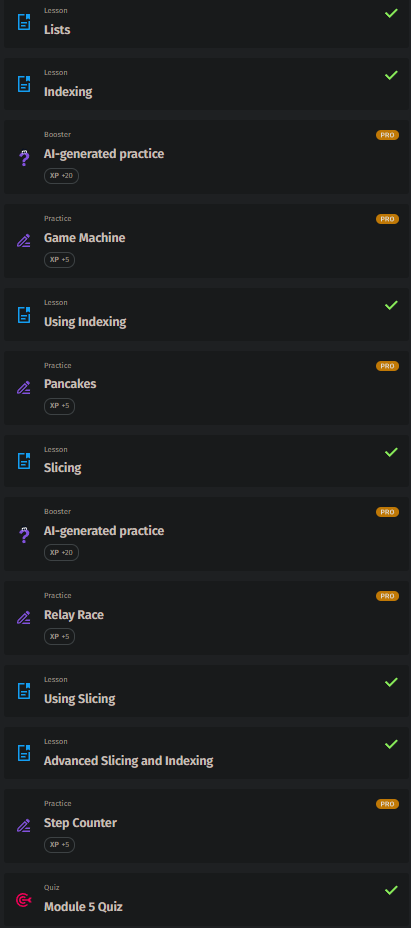 Lesson
Lists
Lesson
Indexing
Booster
PRO
AI-generated practice
XP +20
Practice
PRO
Game Machine
XP +5
Lesson
Using Indexing
Practice
PRO
Pancakes
XP +5
Lesson
Slicing
Booster
PRO
AI-generated practice
XP +20
Practice
PRO
Relay Race
XP +5
Lesson
Using Slicing
Lesson
Advanced Slicing and Indexing
Practice
PRO
Step Counter
XP +5
Quiz
Module 5 Quiz